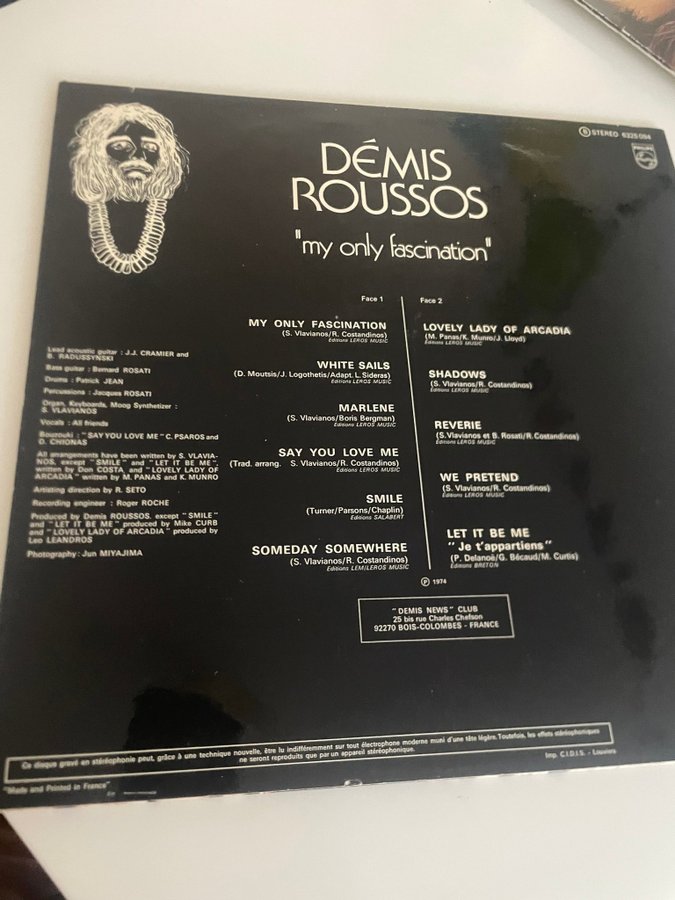 Ⓑ STEREO 6325 094
PHILIPS
DÉMIS
ROUSSOS
"my only fascination"
Face 1
MY ONLY FASCINATION
(S. Vlavianos/R. Costandinos)
Editions LEROS MUSIC
WHITE SAILS
(D. Moutsis/J. Logothetis/Adapt. L. Sideras)
Editions LEROS MUSIC
MARLENE
(S. Vlavianos/Boris Bergman)
Editions LEROS MUSIC
SAY YOU LOVE ME
(Trad. arrang. S. Vlavianos/R. Costandinos)
Editions LEROS MUSIC
SMILE
(Turner/Parsons/Chaplin)
Editions SALABERT
SOMEDAY SOMEWHERE
(S. Vlavianos/R. Costandinos)
Editions LEM/LEROS MUSIC
Face 2
LOVELY LADY OF ARCADIA
(M. Panas/K. Munro/J. Lloyd)
Editions LEROS MUSIC
SHADOWS
(S. Vlavianos/R. Costandinos)
Editions LEROS MUSIC
REVERIE
(S.Vlavianos et B. Rosati/R. Costandinos)
WE PRETEND
(S. Vlavianos/R. Costandinos)
Editions LEROS MUSIC
LET IT BE ME
"Je t'appartiens"
(P. Delanoë/G. Bécaud/M. Curtis)
Editions BRETON
Lead acoustic guitar : J.J. CRAMIER and
B. RADUSSYNSKI
Bass guitar : Bernard ROSATI
Drums : Patrick JEAN
Percussions : Jacques ROSATI
Organ, Keyboards, Moog Synthetizer :
S. VLAVIANOS
Vocals : All friends
Bouzouki : "SAY YOU LOVE ME" C. PSAROS and
D. CHIONAS
All arrangements have been written by S. VLAVIA-
NOS, except "SMILE" and "LET IT BE ME",
written by Don COSTA, and "LOVELY LADY OF
ARCADIA" written by M. PANAS and K. MUNRO
Artisting direction by R. SETO
Recording engineer : Roger ROCHE
Produced by Demis ROUSSOS, except "SMILE"
and "LET IT BE ME" produced by Mike CURB
and "LOVELY LADY OF ARCADIA" produced by
Leo LEANDROS
Photography : Jun MIYAJIMA
Ⓟ 1974
"DEMIS NEWS" CLUB
25 bis rue Charles Chefson
92270 BOIS-COLOMBES - FRANCE
Ce disque gravé en stéréophonie peut, grâce à une technique nouvelle, être lu indifféremment sur tout électrophone moderne muni d'une tête légère. Toutefois, les effets stéréophoniques
ne seront reproduits que par un appareil stéréophonique.
"Made and Printed in France"
Imp. C.I.D.I.S. - Louviers